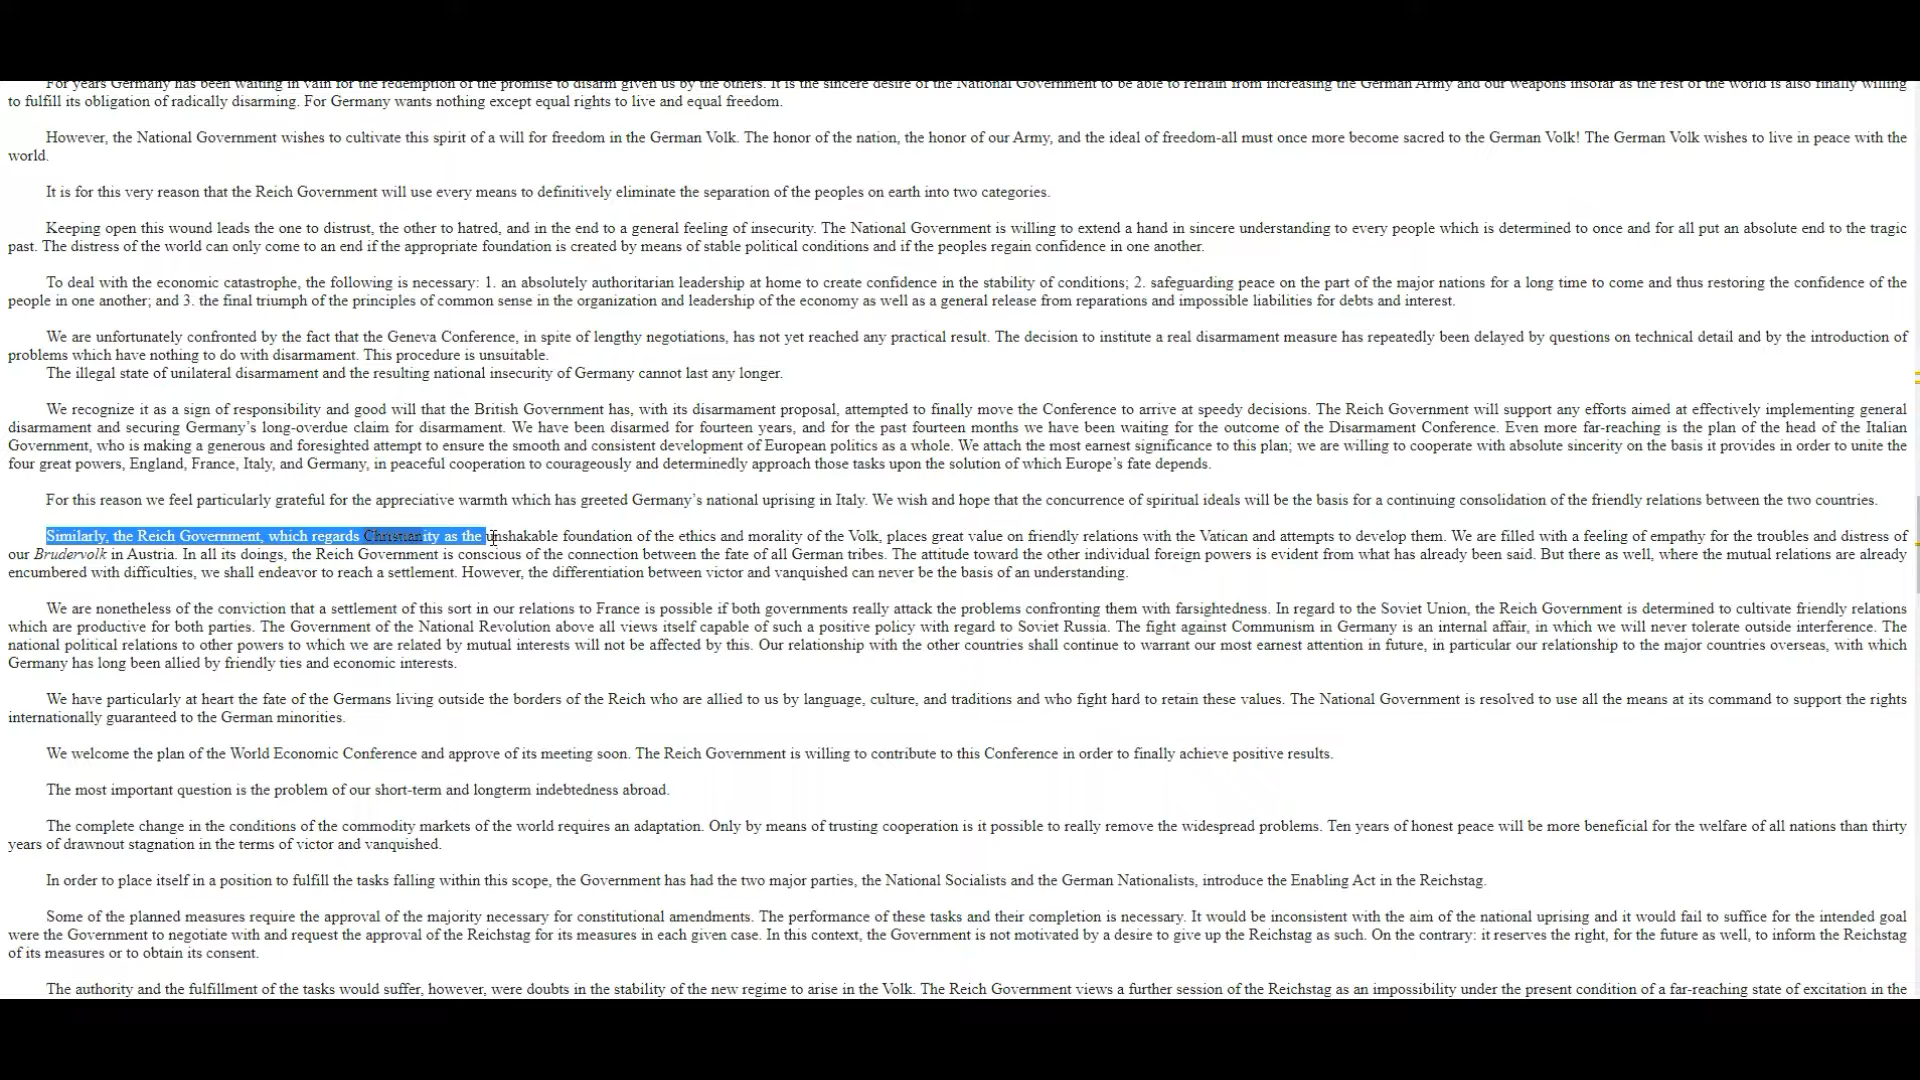 For years Germany has been waiting in vain for the redemption of the promise to disarm given us by the others. It is the sincere desire of the National Government to be able to refrain from increasing the German Army and our weapons insofar as the rest of the world is also finally willing
to fulfill its obligation of radically disarming. For Germany wants nothing except equal rights to live and equal freedom.
However, the National Government wishes to cultivate this spirit of a will for freedom in the German Volk. The honor of the nation, the honor of our Army, and the ideal of freedom-all must once more become sacred to the German Volk! The German Volk wishes to live in peace with the
world.
It is for this very reason that the Reich Government will use every means to definitively eliminate the separation of the peoples on earth into two categories.
Keeping open this wound leads the one to distrust, the other to hatred, and in the end to a general feeling of insecurity. The National Government is willing to extend a hand in sincere understanding to every people which is determined to once and for all put an absolute end to the tragic
past. The distress of the world can only come to an end if the appropriate foundation is created by means of stable political conditions and if the peoples regain confidence in one another.
To deal with the economic catastrophe, the following is necessary: 1. an absolutely authoritarian leadership at home to create confidence in the stability of conditions; 2. safeguarding peace on the part of the major nations for a long time to come and thus restoring the confidence of the
people in one another; and 3. the final triumph of the principles of common sense in the organization and leadership of the economy as well as a general release from reparations and impossible liabilities for debts and interest.
We are unfortunately confronted by the fact that the Geneva Conference, in spite of lengthy negotiations, has not yet reached any practical result. The decision to institute a real disarmament measure has repeatedly been delayed by questions on technical detail and by the introduction of
problems which have nothing to do with disarmament. This procedure is unsuitable.
The illegal state of unilateral disarmament and the resulting national insecurity of Germany cannot last any longer.
We recognize it as a sign of responsibility and good will that the British Government has, with its disarmament proposal, attempted to finally move the Conference to arrive at speedy decisions. The Reich Government will support any efforts aimed at effectively implementing general
disarmament and securing Germany's long-overdue claim for disarmament. We have been disarmed for fourteen years, and for the past fourteen months we have been waiting for the outcome of the Disarmament Conference. Even more far-reaching is the plan of the head of the Italian
Government, who is making a generous and foresighted attempt to ensure the smooth and consistent development of European politics as a whole. We attach the most earnest significance to this plan; we are willing to cooperate with absolute sincerity on the basis it provides in order to unite the
four great powers, England, France, Italy, and Germany, in peaceful cooperation to courageously and determinedly approach those tasks upon the solution of which Europe's fate depends.
For this reason we feel particularly grateful for the appreciative warmth which has greeted Germany's national uprising in Italy. We wish and hope that the concurrence of spiritual ideals will be the basis for a continuing consolidation of the friendly relations between the two countries.
Similarly, the Reich Government, which regards Christianity as the unshakable foundation of the ethics and morality of the Volk, places great value on friendly relations with the Vatican and attempts to develop them. We are filled with a feeling of empathy for the troubles and distress of
our Brudervolk in Austria. In all its doings, the Reich Government is conscious of the connection between the fate of all German tribes. The attitude toward the other individual foreign powers is evident from what has already been said. But there as well, where the mutual relations are already
encumbered with difficulties, we shall endeavor to reach a settlement. However, the differentiation between victor and vanquished can never be the basis of an understanding.
We are nonetheless of the conviction that a settlement of this sort in our relations to France is possible if both governments really attack the problems confronting them with farsightedness. In regard to the Soviet Union, the Reich Government is determined to cultivate friendly relations
which are productive for both parties. The Government of the National Revolution above all views itself capable of such a positive policy with regard to Soviet Russia. The fight against Communism in Germany is an internal affair, in which we will never tolerate outside interference. The
national political relations to other powers to which we are related by mutual interests will not be affected by this. Our relationship with the other countries shall continue to warrant our most earnest attention in future, in particular our relationship to the major countries overseas, with which
Germany has long been allied by friendly ties and economic interests.
We have particularly at heart the fate of the Germans living outside the borders of the Reich who are allied to us by language, culture, and traditions and who fight hard to retain these values. The National Government is resolved to use all the means at its command to support the rights
internationally guaranteed to the German minorities.
We welcome the plan of the World Economic Conference and approve of its meeting soon. The Reich Government is willing to contribute to this Conference in order to finally achieve positive results.
The most important question is the problem of our short-term and longterm indebtedness abroad.
The complete change in the conditions of the commodity markets of the world requires an adaptation. Only by means of trusting cooperation is it possible to really remove the widespread problems. Ten years of honest peace will be more beneficial for the welfare of all nations than thirty
years of drawnout stagnation in the terms of victor and vanquished.
In order to place itself in a position to fulfill the tasks falling within this scope, the Government has had the two major parties, the National Socialists and the German Nationalists, introduce the Enabling Act in the Reichstag.
Some of the planned measures require the approval of the majority necessary for constitutional amendments. The performance of these tasks and their completion is necessary. It would be inconsistent with the aim of the national uprising and it would fail to suffice for the intended goal
were the Government to negotiate with and request the approval of the Reichstag for its measures in each given case. In this context, the Government is not motivated by a desire to give up the Reichstag as such. On the contrary: it reserves the right, for the future as well, to inform the Reichstag
of its measures or to obtain its consent.
The authority and the fulfillment of the tasks would suffer, however, were doubts in the stability of the new regime to arise in the Volk. The Reich Government views a further session of the Reichstag as an impossibility under the present condition of a far-reaching state of excitation in the